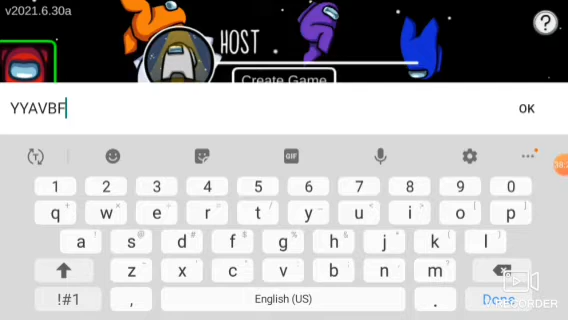 v2021.6.30a
?
HOST
Create Game
YYAVBF
OK
T GIF
1 2 3 4 5 6 7 8 9 0
q w e r t y u i o p
a s d f g h j k l
z x c v b n m
!#1 , English (US) . Done
RECORDER